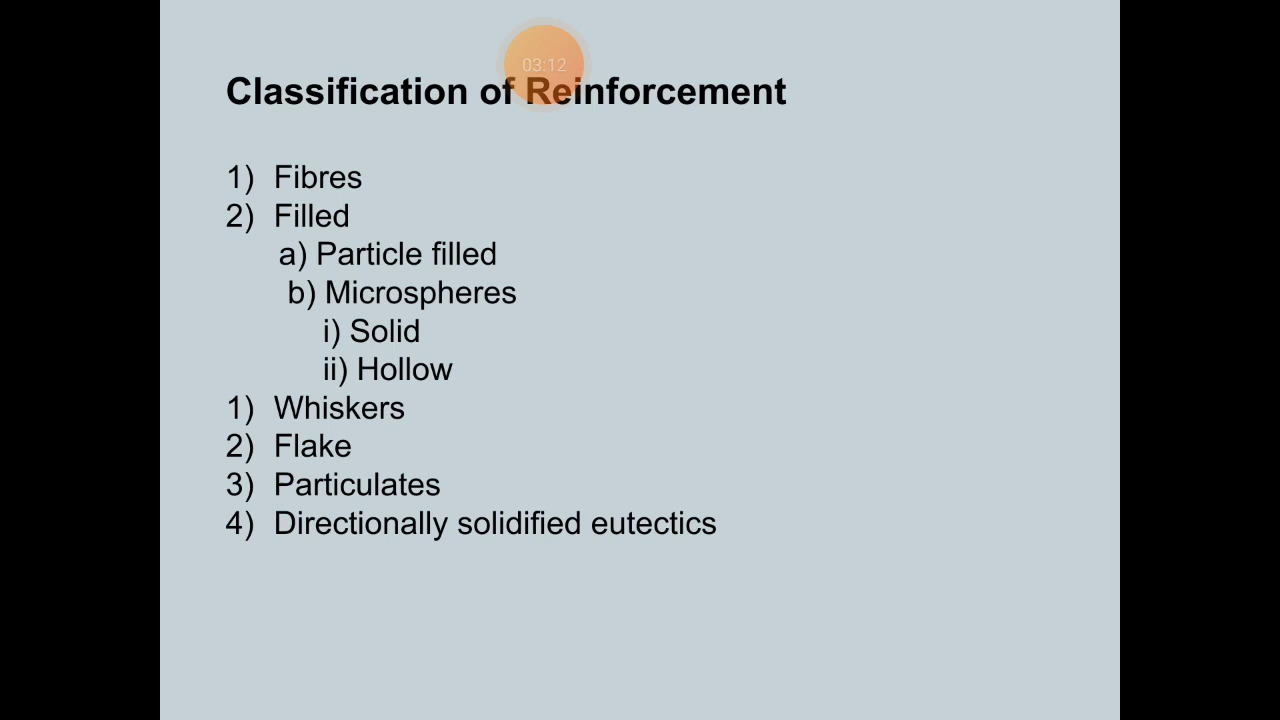 03:12
Classification of Reinforcement
1) Fibres
2) Filled
a) Particle filled
b) Microspheres
i) Solid
ii) Hollow
1) Whiskers
2) Flake
3) Particulates
4) Directionally solidified eutectics